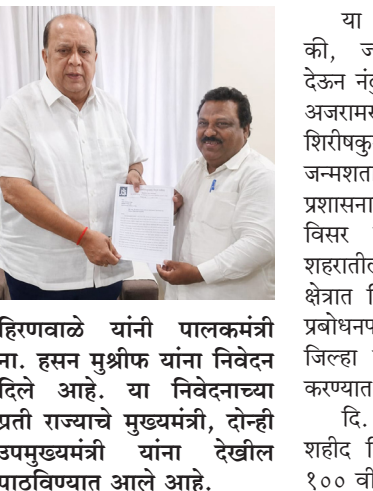 हिरणवाळे यांनी पालकमंत्री
ना. हसन मुश्रीफ यांना निवेदन
दिले आहे. या निवेदनाच्या
प्रती राज्याचे मुख्यमंत्री, दोन्ही
उपमुख्यमंत्री यांना देखील
पाठविण्यात आले आहे.
या
की,
देऊन
अजरामर
शिरीषकु
जन्मशत
प्रशासना
विसर
शहरातील
क्षेत्रात
प्रबोधनप
जिल्हा
करण्यात
दि.
शहीद
१०० वी